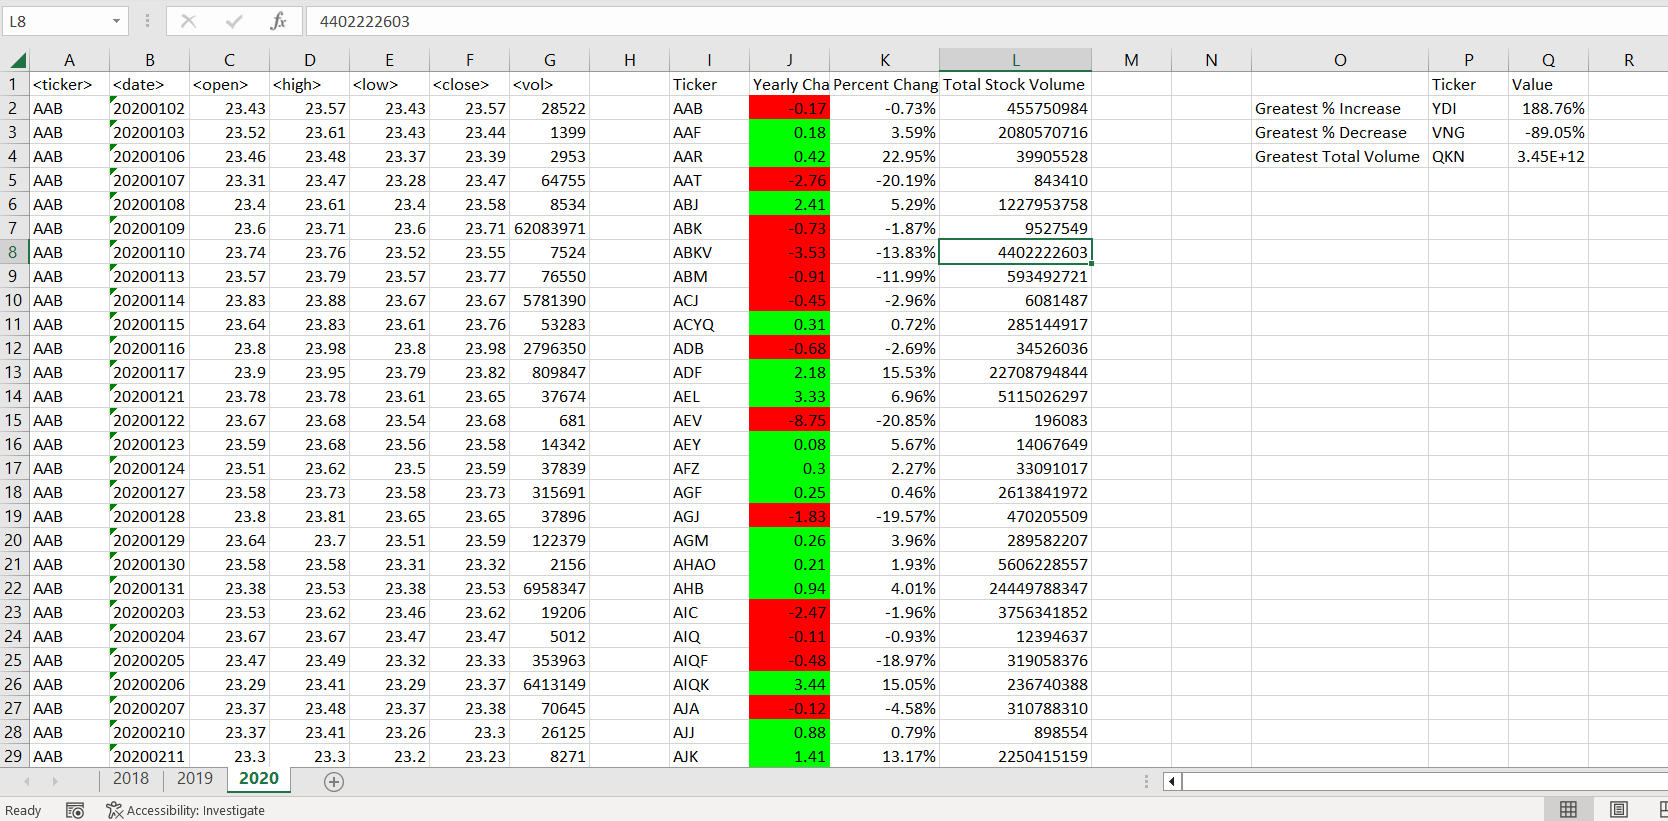 L8 fx 4402222603
A B C D E F G H I J K L M N O P Q R
1 <ticker> <date> <open> <high> <low> <close> <vol> Ticker Yearly Cha Percent Chang Total Stock Volume Ticker Value
2 AAB 20200102 23.43 23.57 23.43 23.57 28522 AAB -0.17 -0.73% 455750984 Greatest % Increase YDI 188.76%
3 AAB 20200103 23.52 23.61 23.43 23.44 1399 AAF 0.18 3.59% 2080570716 Greatest % Decrease VNG -89.05%
4 AAB 20200106 23.46 23.48 23.37 23.39 2953 AAR 0.42 22.95% 39905528 Greatest Total Volume QKN 3.45E+12
5 AAB 20200107 23.31 23.47 23.28 23.47 64755 AAT -2.76 -20.19% 843410
6 AAB 20200108 23.4 23.61 23.4 23.58 8534 ABJ 2.41 5.29% 1227953758
7 AAB 20200109 23.6 23.71 23.6 23.71 62083971 ABK -0.73 -1.87% 9527549
8 AAB 20200110 23.74 23.76 23.52 23.55 7524 ABKV -3.53 -13.83% 4402222603
9 AAB 20200113 23.57 23.79 23.57 23.77 76550 ABM -0.91 -11.99% 593492721
10 AAB 20200114 23.83 23.88 23.67 23.67 5781390 ACJ -0.45 -2.96% 6081487
11 AAB 20200115 23.64 23.83 23.61 23.76 53283 ACYQ 0.31 0.72% 285144917
12 AAB 20200116 23.8 23.98 23.8 23.98 2796350 ADB -0.68 -2.69% 34526036
13 AAB 20200117 23.9 23.95 23.79 23.82 809847 ADF 2.18 15.53% 22708794844
14 AAB 20200121 23.78 23.78 23.61 23.65 37674 AEL 3.33 6.96% 5115026297
15 AAB 20200122 23.67 23.68 23.54 23.68 681 AEV -8.75 -20.85% 196083
16 AAB 20200123 23.59 23.68 23.56 23.58 14342 AEY 0.08 5.67% 14067649
17 AAB 20200124 23.51 23.62 23.5 23.59 37839 AFZ 0.3 2.27% 33091017
18 AAB 20200127 23.58 23.73 23.58 23.73 315691 AGF 0.25 0.46% 2613841972
19 AAB 20200128 23.8 23.81 23.65 23.65 37896 AGJ -1.83 -19.57% 470205509
20 AAB 20200129 23.64 23.7 23.51 23.59 122379 AGM 0.26 3.96% 289582207
21 AAB 20200130 23.58 23.58 23.31 23.32 2156 AHAO 0.21 1.93% 5606228557
22 AAB 20200131 23.38 23.53 23.38 23.53 6958347 AHB 0.94 4.01% 24449788347
23 AAB 20200203 23.53 23.62 23.46 23.62 19206 AIC -2.47 -1.96% 3756341852
24 AAB 20200204 23.67 23.67 23.47 23.47 5012 AIQ -0.11 -0.93% 12394637
25 AAB 20200205 23.47 23.49 23.32 23.33 353963 AIQF -0.48 -18.97% 319058376
26 AAB 20200206 23.29 23.41 23.29 23.37 6413149 AIQK 3.44 15.05% 236740388
27 AAB 20200207 23.37 23.48 23.37 23.38 70645 AJA -0.12 -4.58% 310788310
28 AAB 20200210 23.37 23.41 23.26 23.3 26125 AJJ 0.88 0.79% 898554
29 AAB 20200211 23.3 23.3 23.2 23.23 8271 AJK 1.41 13.17% 2250415159
2018 2019 2020
Ready Accessibility: Investigate